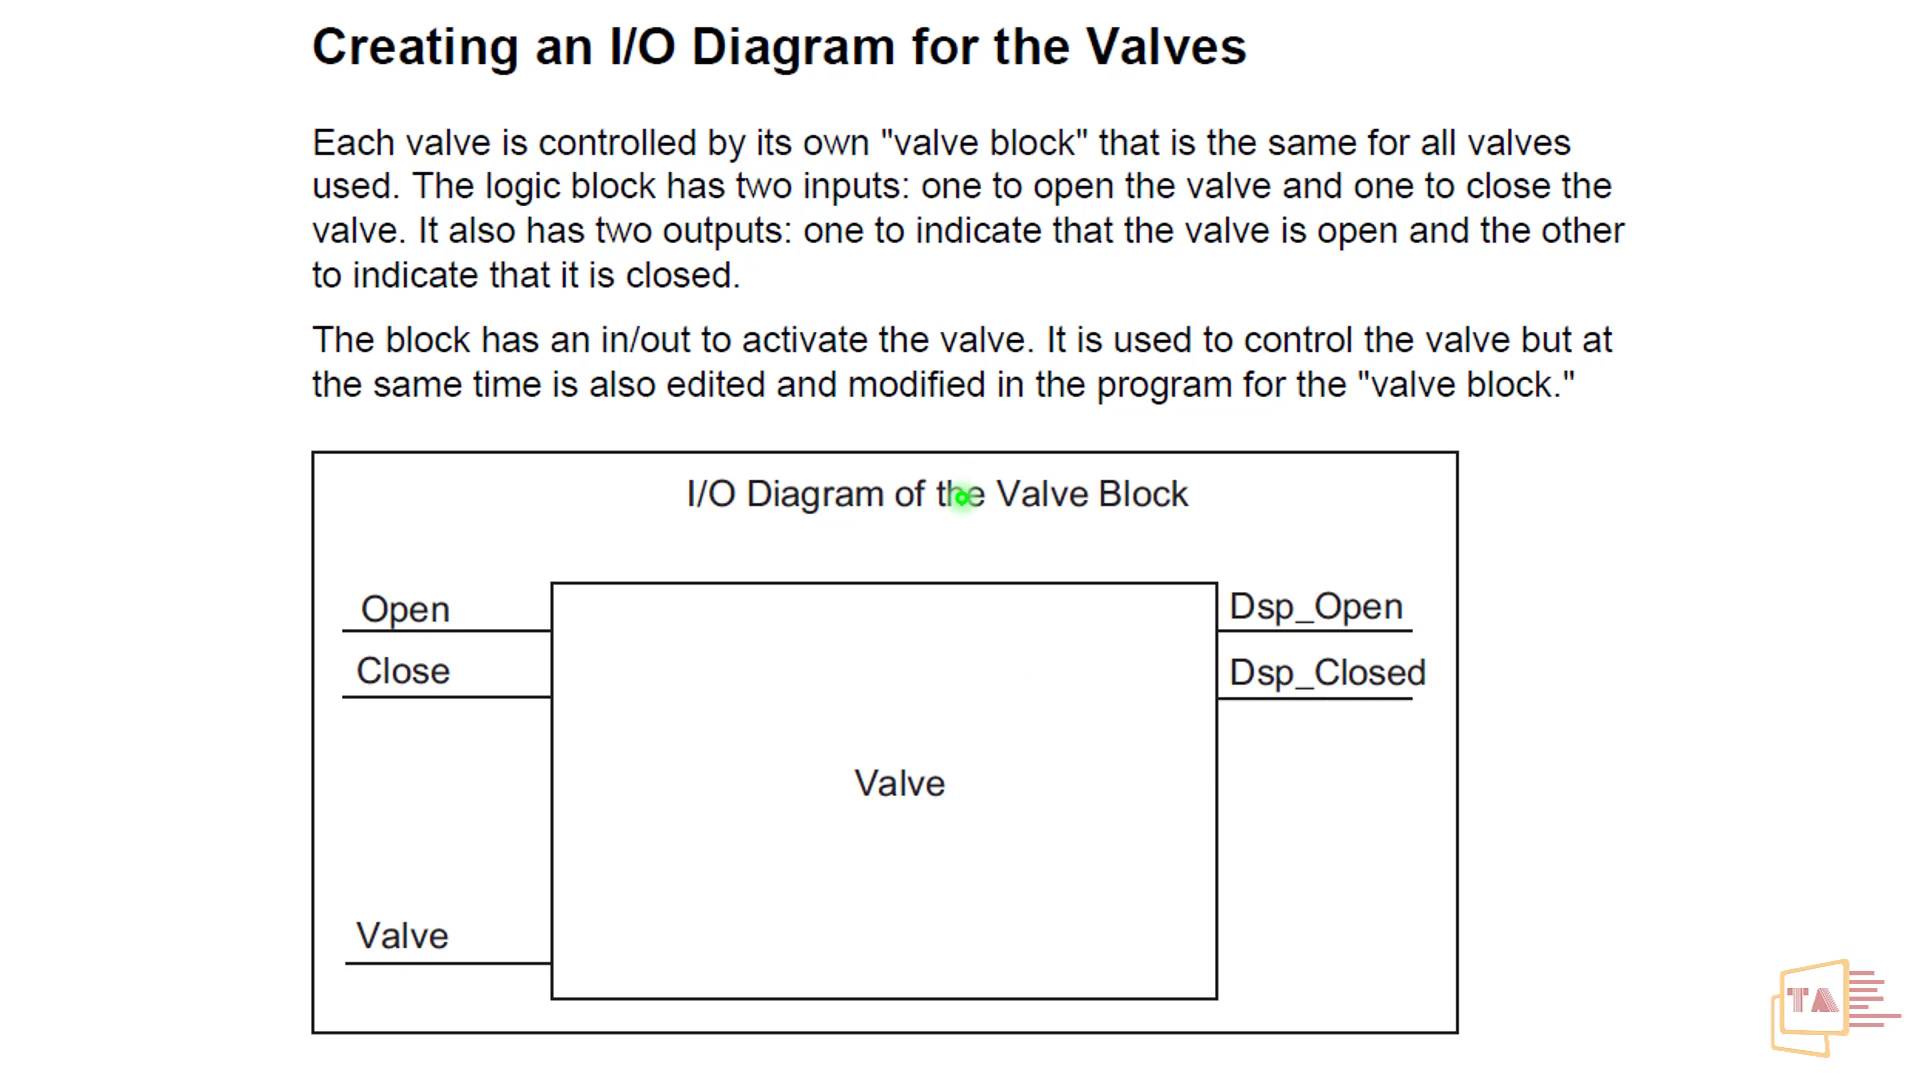 Creating an I/O Diagram for the Valves
Each valve is controlled by its own "valve block" that is the same for all valves
used. The logic block has two inputs: one to open the valve and one to close the
valve. It also has two outputs: one to indicate that the valve is open and the other
to indicate that it is closed.
The block has an in/out to activate the valve. It is used to control the valve but at
the same time is also edited and modified in the program for the "valve block."
I/O Diagram of the Valve Block
Open
Dsp_Open
Close
Dsp_Closed
Valve
Valve
TA